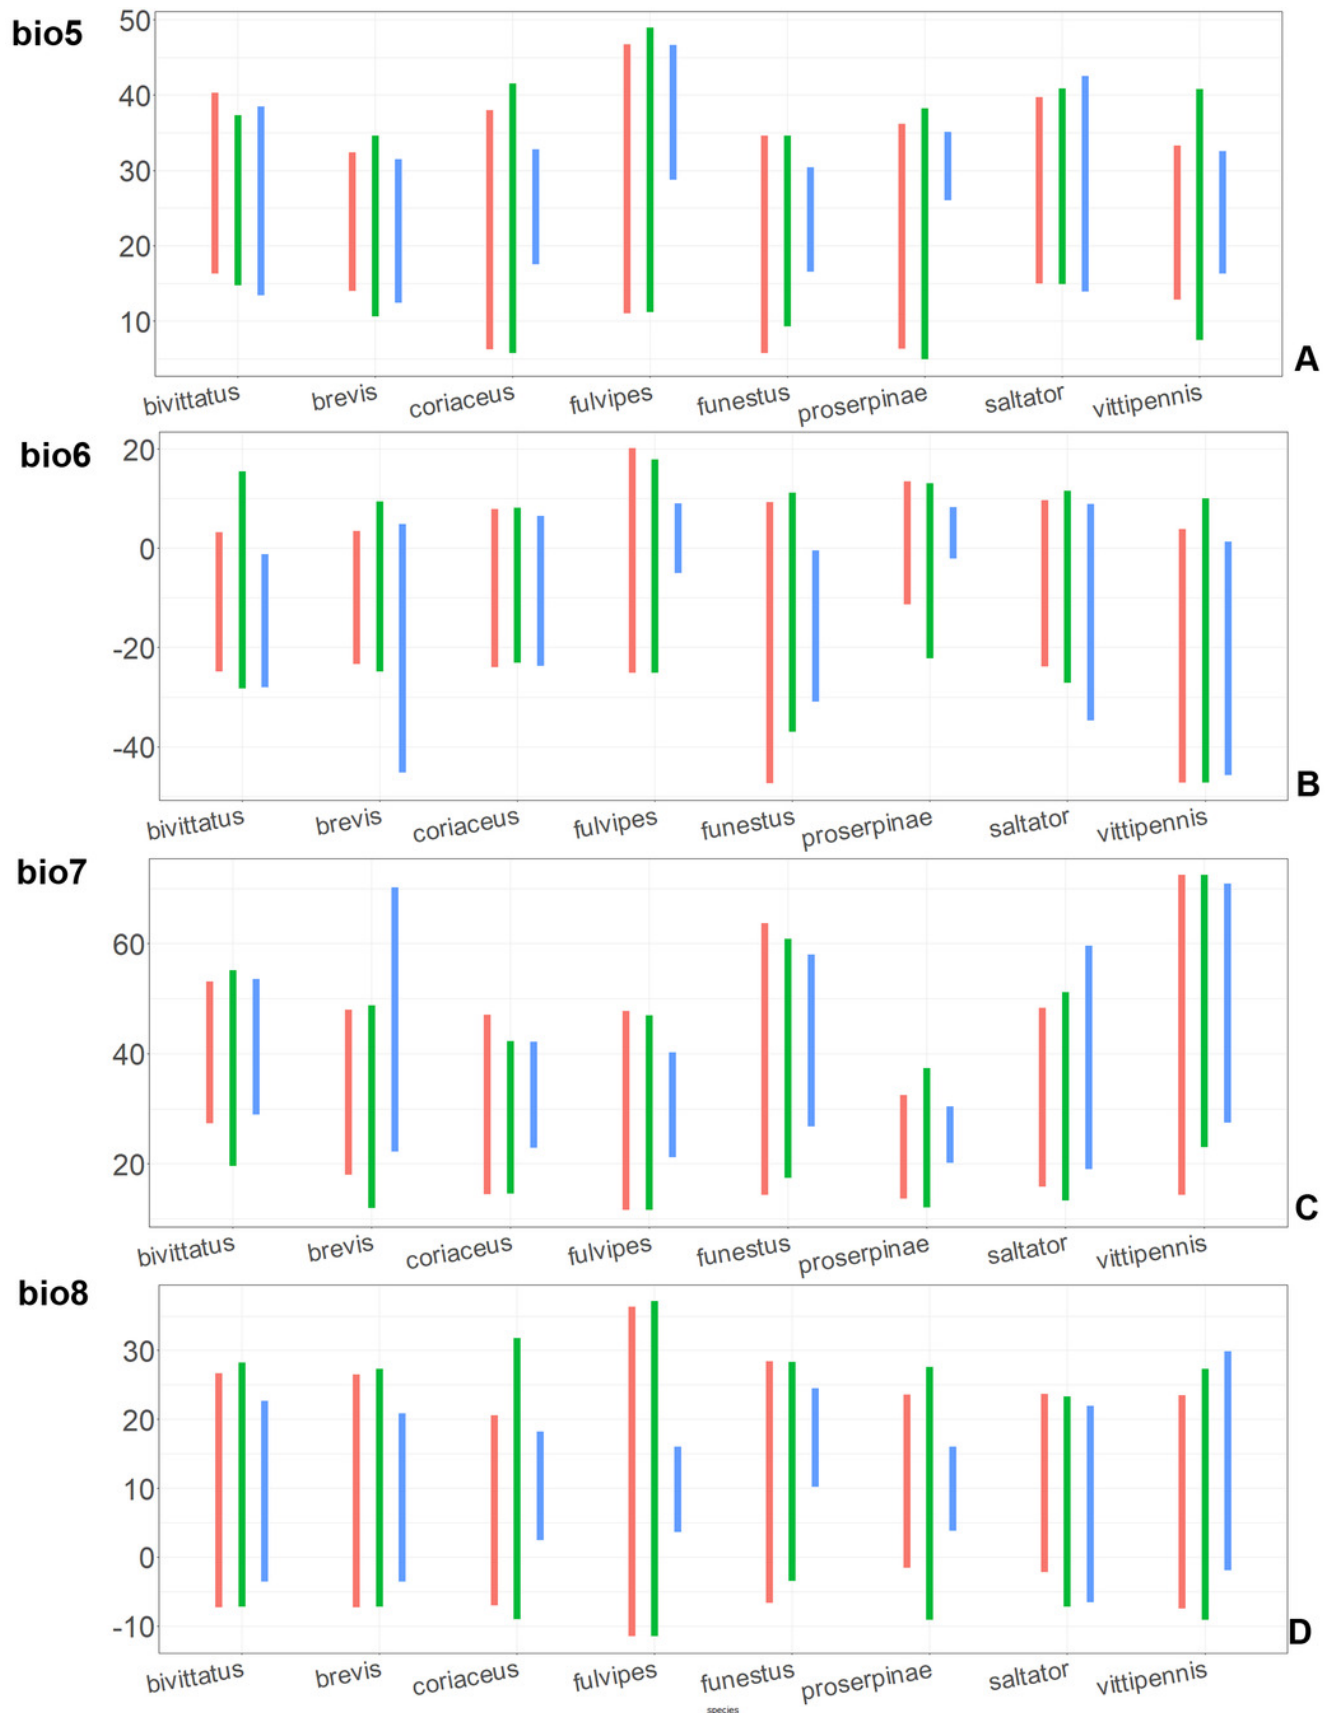 bio5
50
40
30
20
10
A
bivittatus brevis coriaceus fulvipes funestus proserpinae saltator vittipennis
bio6
20
0
-20
-40
B
bivittatus brevis coriaceus fulvipes funestus proserpinae saltator vittipennis
bio7
60
40
20
C
bivittatus brevis coriaceus fulvipes funestus proserpinae saltator vittipennis
bio8
30
20
10
0
-10
D
bivittatus brevis coriaceus fulvipes funestus proserpinae saltator vittipennis
species